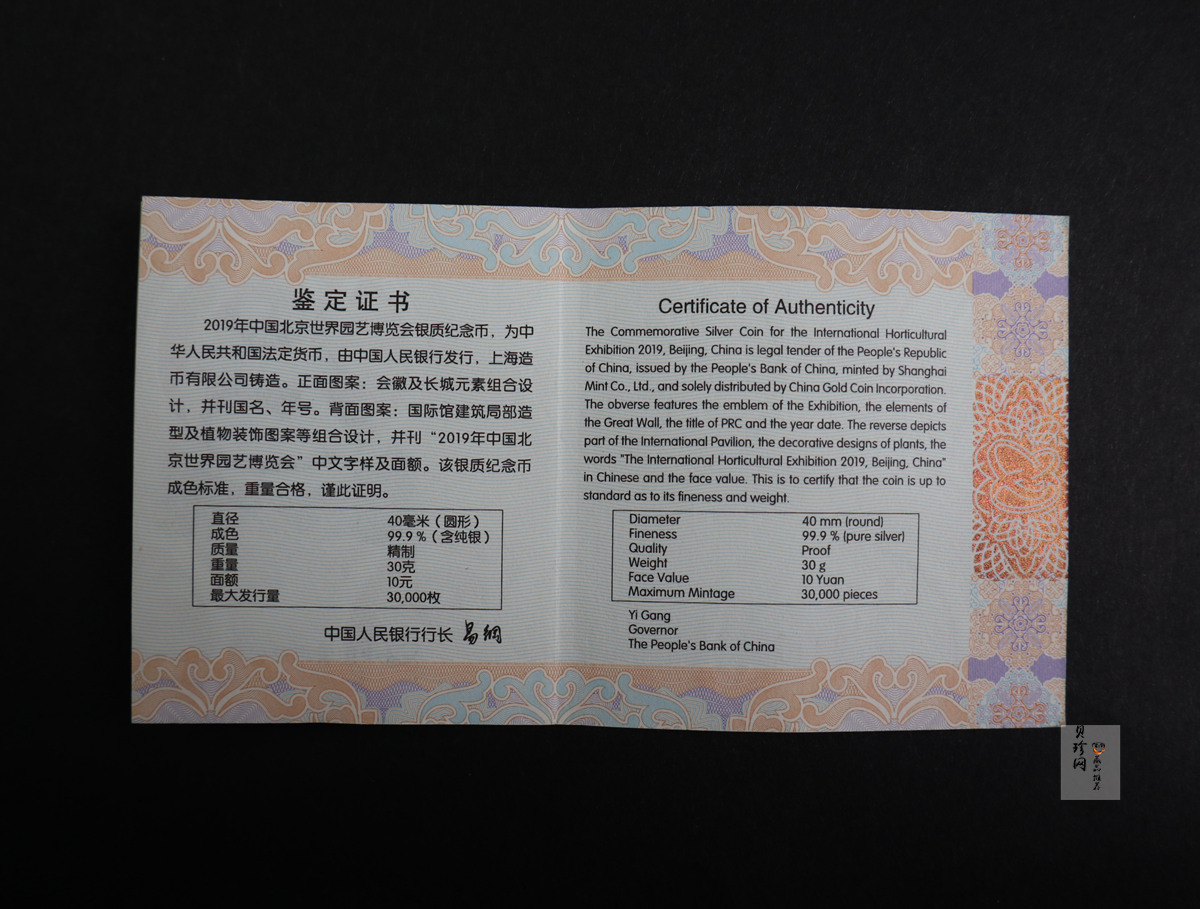 鉴定证书
2019年中国北京世界园艺博览会银质纪念币，为中
华人民共和国法定货币，由中国人民银行发行，上海造
币有限公司铸造。正面图案：会徽及长城元素组合设
计，并刊国名、年号。背面图案：国际馆建筑局部造
型及植物装饰图案等组合设计，并刊“2019年中国北
京世界园艺博览会”中文字样及面额。该银质纪念币
成色标准，重量合格，谨此证明。
直径 40毫米（圆形）
成色 99.9 %（含纯银）
质量 精制
重量 30克
面额 10元
最大发行量 30,000枚
中国人民银行行长 易纲
Certificate of Authenticity
The Commemorative Silver Coin for the International Horticultural
Exhibition 2019, Beijing, China is legal tender of the People's Republic
of China, issued by the People's Bank of China, minted by Shanghai
Mint Co., Ltd., and solely distributed by China Gold Coin Incorporation.
The obverse features the emblem of the Exhibition, the elements of
the Great Wall, the title of PRC and the year date. The reverse depicts
part of the International Pavilion, the decorative designs of plants, the
words "The International Horticultural Exhibition 2019, Beijing, China"
in Chinese and the face value. This is to certify that the coin is up to
standard as to its fineness and weight.
Diameter 40 mm (round)
Fineness 99.9 % (pure silver)
Quality Proof
Weight 30 g
Face Value 10 Yuan
Maximum Mintage 30,000 pieces
Yi Gang
Governor
The People's Bank of China
贝珍网
藏品推荐